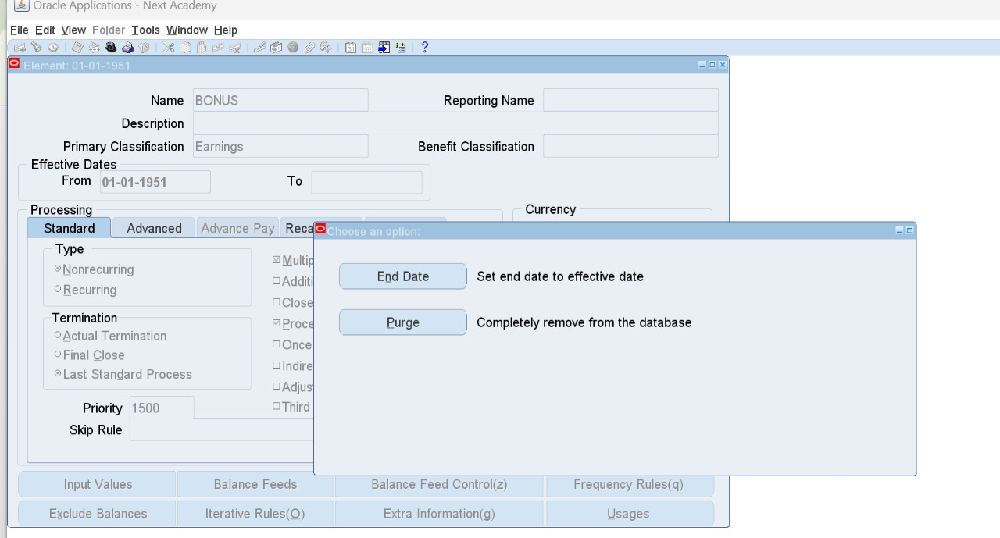 Oracle Applications - Next Academy
File Edit View Folder Tools Window Help
Element: 01-01-1951
Name BONUS Reporting Name
Description
Primary Classification Earnings Benefit Classification
Effective Dates
From 01-01-1951 To
Processing Currency
Standard Advanced Advance Pay Reca
Choose an option:
Type
Nonrecurring
Recurring
Termination
Actual Termination
Final Close
Last Standard Process
Priority 1500
Skip Rule
Multip
Additi
Close
Proce
Once
Indire
Adjus
Third
End Date Set end date to effective date
Purge Completely remove from the database
Input Values Balance Feeds Balance Feed Control(z) Frequency Rules(q)
Exclude Balances Iterative Rules(O) Extra Information(g) Usages